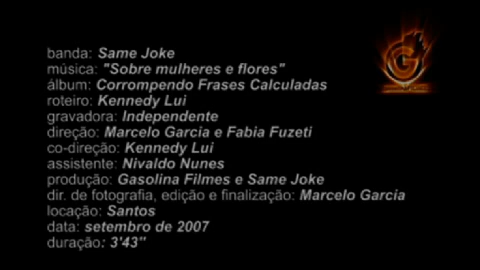 banda: Same Joke
música: "Sobre mulheres e flores"
álbum: Corrompendo Frases Calculadas
roteiro: Kennedy Lui
gravadora: Independente
direção: Marcelo Garcia e Fabia Fuzeti
co-direção: Kennedy Lui
assistente: Nivaldo Nunes
produção: Gasolina Filmes e Same Joke
dir. de fotografia, edição e finalização: Marcelo Garcia
locação: Santos
data: setembro de 2007
duração: 3'43"
G